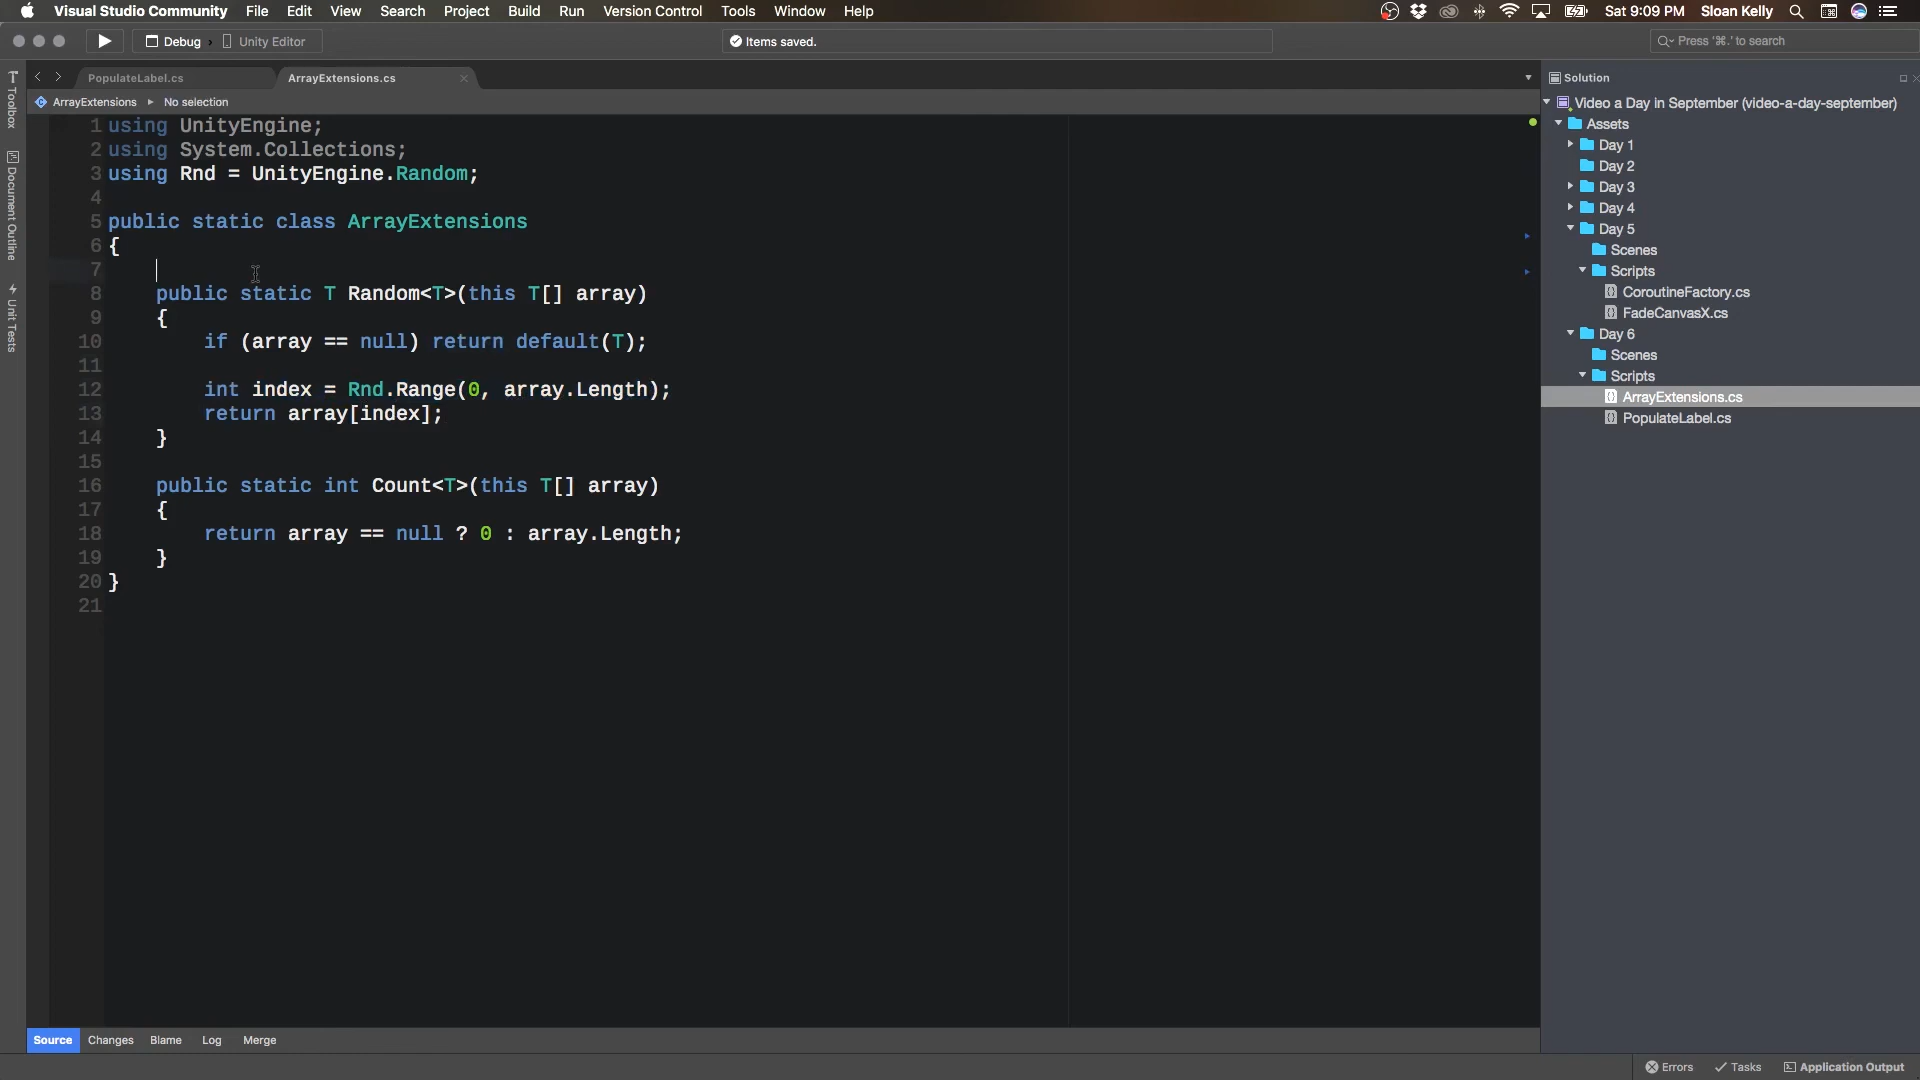 Visual Studio Community File Edit View Search Project Build Run Version Control Tools Window Help Sat 9:09 PM Sloan Kelly
Debug Unity Editor Items saved. Press '⌘.' to search
PopulateLabel.cs ArrayExtensions.cs
ArrayExtensions No selection
Toolbox
Document Outline
Unit Tests
1 using UnityEngine;
2 using System.Collections;
3 using Rnd = UnityEngine.Random;
4
5 public static class ArrayExtensions
6 {
7
8 public static T Random<T>(this T[] array)
9 {
10 if (array == null) return default(T);
11
12 int index = Rnd.Range(0, array.Length);
13 return array[index];
14 }
15
16 public static int Count<T>(this T[] array)
17 {
18 return array == null ? 0 : array.Length;
19 }
20 }
21
Solution
Video a Day in September (video-a-day-september)
Assets
Day 1
Day 2
Day 3
Day 4
Day 5
Scenes
Scripts
CoroutineFactory.cs
FadeCanvasX.cs
Day 6
Scenes
Scripts
ArrayExtensions.cs
PopulateLabel.cs
Source Changes Blame Log Merge
Errors Tasks Application Output